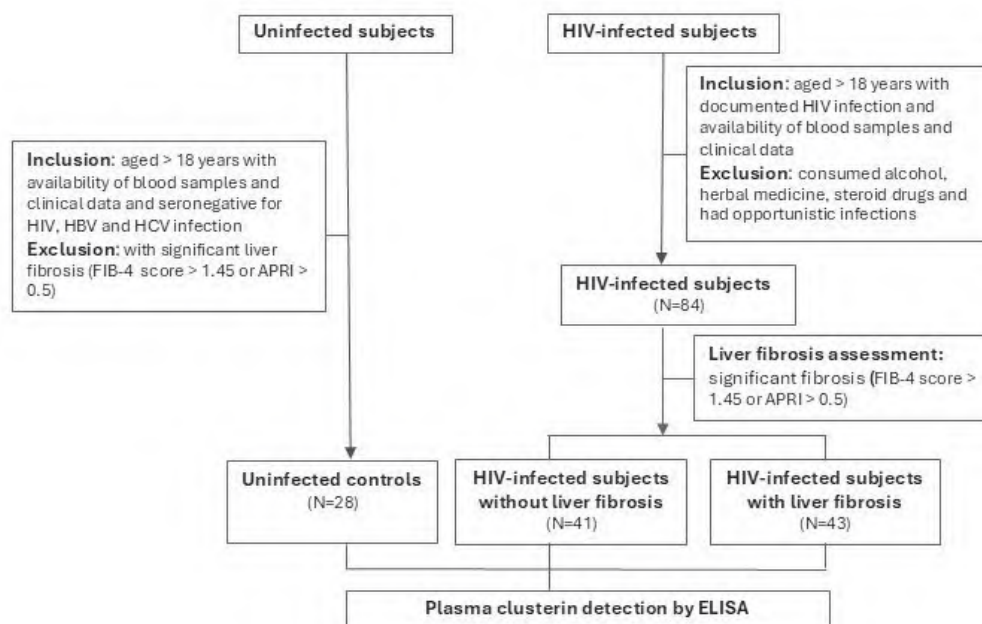 Uninfected subjects
HIV-infected subjects
Inclusion: aged > 18 years with
documented HIV infection and
availability of blood samples and
clinical data
Exclusion: consumed alcohol,
herbal medicine, steroid drugs and
had opportunistic infections
Inclusion: aged > 18 years with
availability of blood samples and
clinical data and seronegative for
HIV, HBV and HCV infection
Exclusion: with significant liver
fibrosis (FIB-4 score > 1.45 or APRI >
0.5)
HIV-infected subjects
(N=84)
Liver fibrosis assessment:
significant fibrosis (FIB-4 score >
1.45 or APRI > 0.5)
Uninfected controls
(N=28)
HIV-infected subjects
without liver fibrosis
(N=41)
HIV-infected subjects
with liver fibrosis
(N=43)
Plasma clusterin detection by ELISA